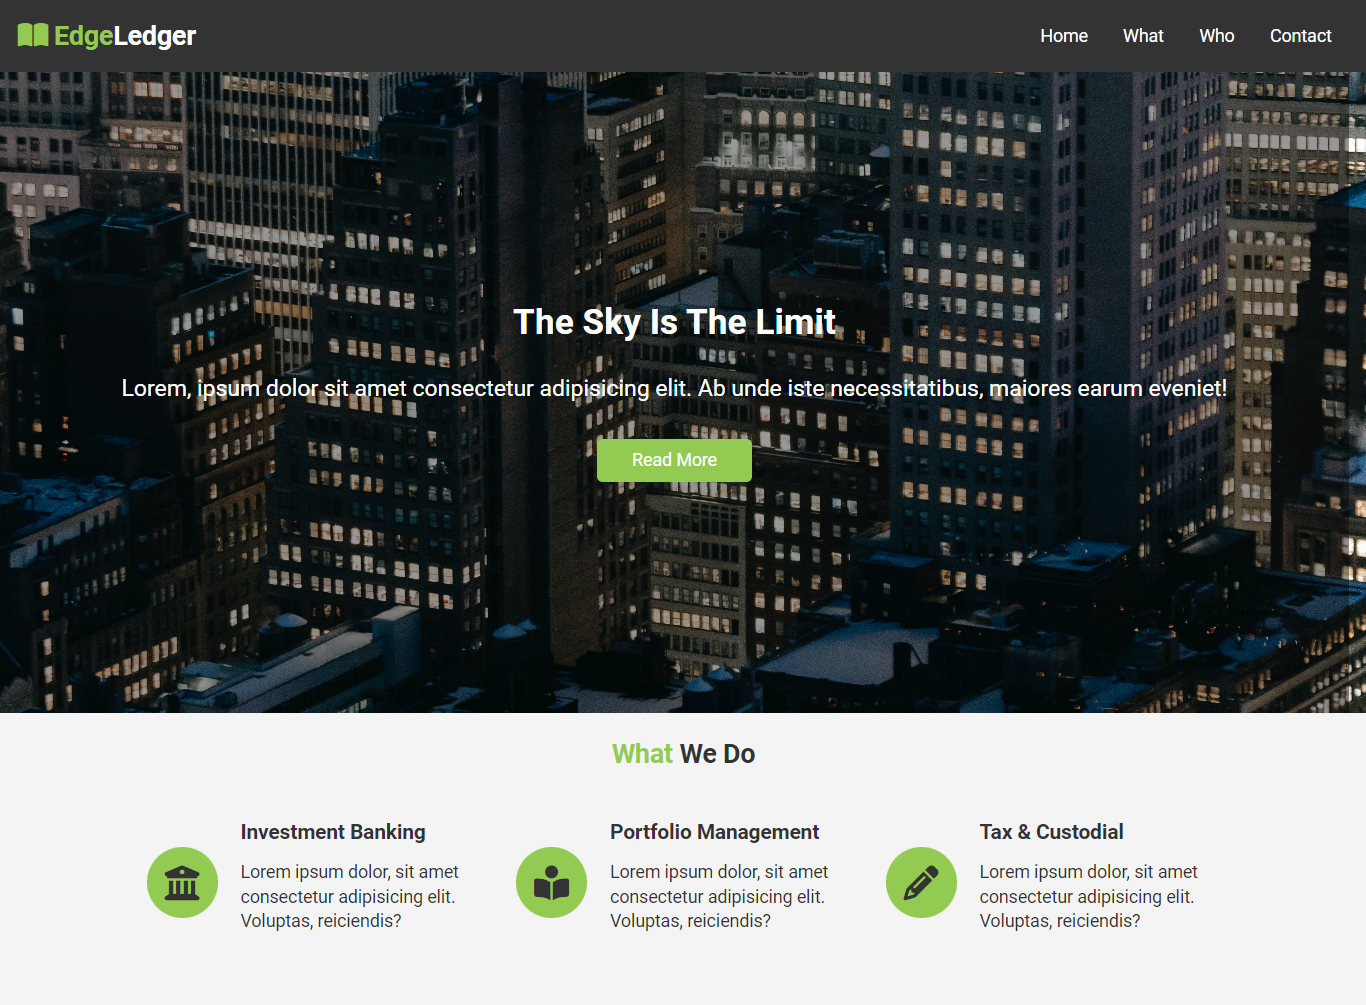 EdgeLedger
Home What Who Contact
The Sky Is The Limit
Lorem, ipsum dolor sit amet consectetur adipisicing elit. Ab unde iste necessitatibus, maiores earum eveniet!
Read More
What We Do
Investment Banking
Lorem ipsum dolor, sit amet
consectetur adipisicing elit.
Voluptas, reiciendis?
Portfolio Management
Lorem ipsum dolor, sit amet
consectetur adipisicing elit.
Voluptas, reiciendis?
Tax & Custodial
Lorem ipsum dolor, sit amet
consectetur adipisicing elit.
Voluptas, reiciendis?